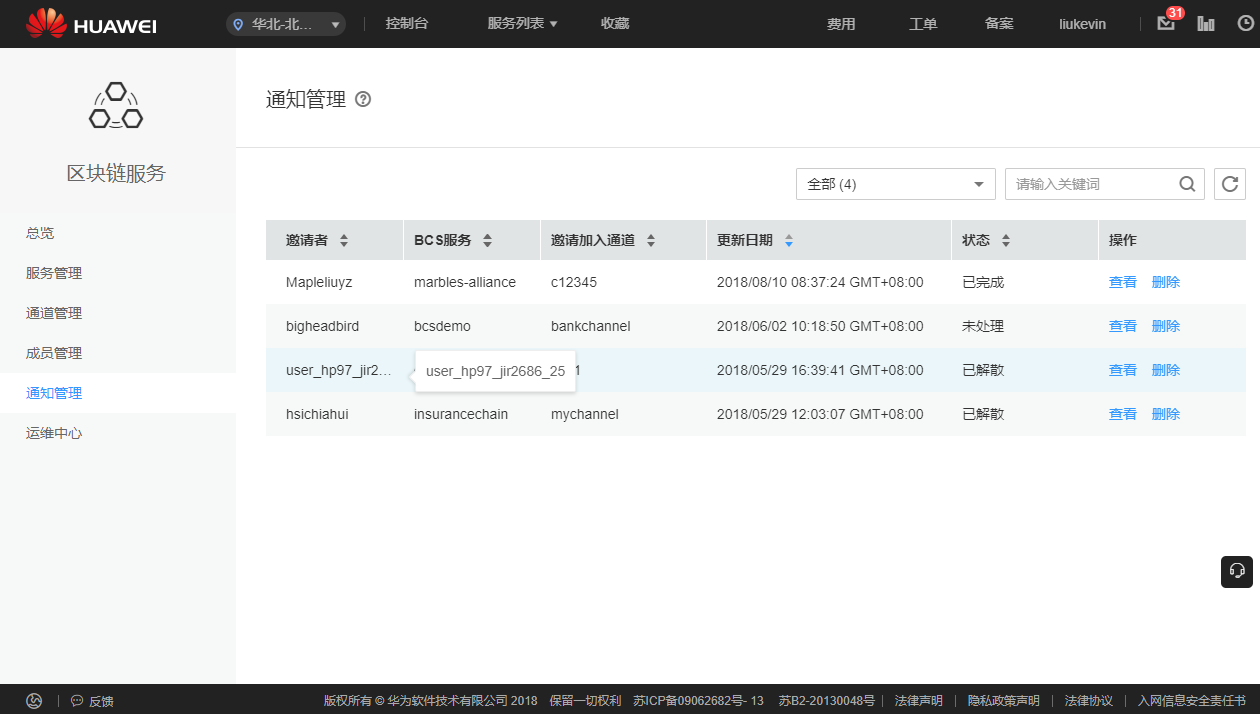 HUAWEI 华北-北... 控制台 服务列表 收藏 费用 工单 备案 liukevin 31
区块链服务
总览
服务管理
通道管理
成员管理
通知管理
运维中心
通知管理 ?
全部 (4) 请输入关键词
邀请者 BCS服务 邀请加入通道 更新日期 状态 操作
Mapleliuyz marbles-alliance c12345 2018/08/10 08:37:24 GMT+08:00 已完成 查看 删除
bigheadbird bcsdemo bankchannel 2018/06/02 10:18:50 GMT+08:00 未处理 查看 删除
user_hp97_jir2... user_hp97_jir2686_25 1 2018/05/29 16:39:41 GMT+08:00 已解散 查看 删除
hsichiahui insurancechain mychannel 2018/05/29 12:03:07 GMT+08:00 已解散 查看 删除
反馈 版权所有 © 华为软件技术有限公司 2018 保留一切权利 苏ICP备09062682号- 13 苏B2-20130048号 法律声明 隐私政策声明 法律协议 入网信息安全责任书